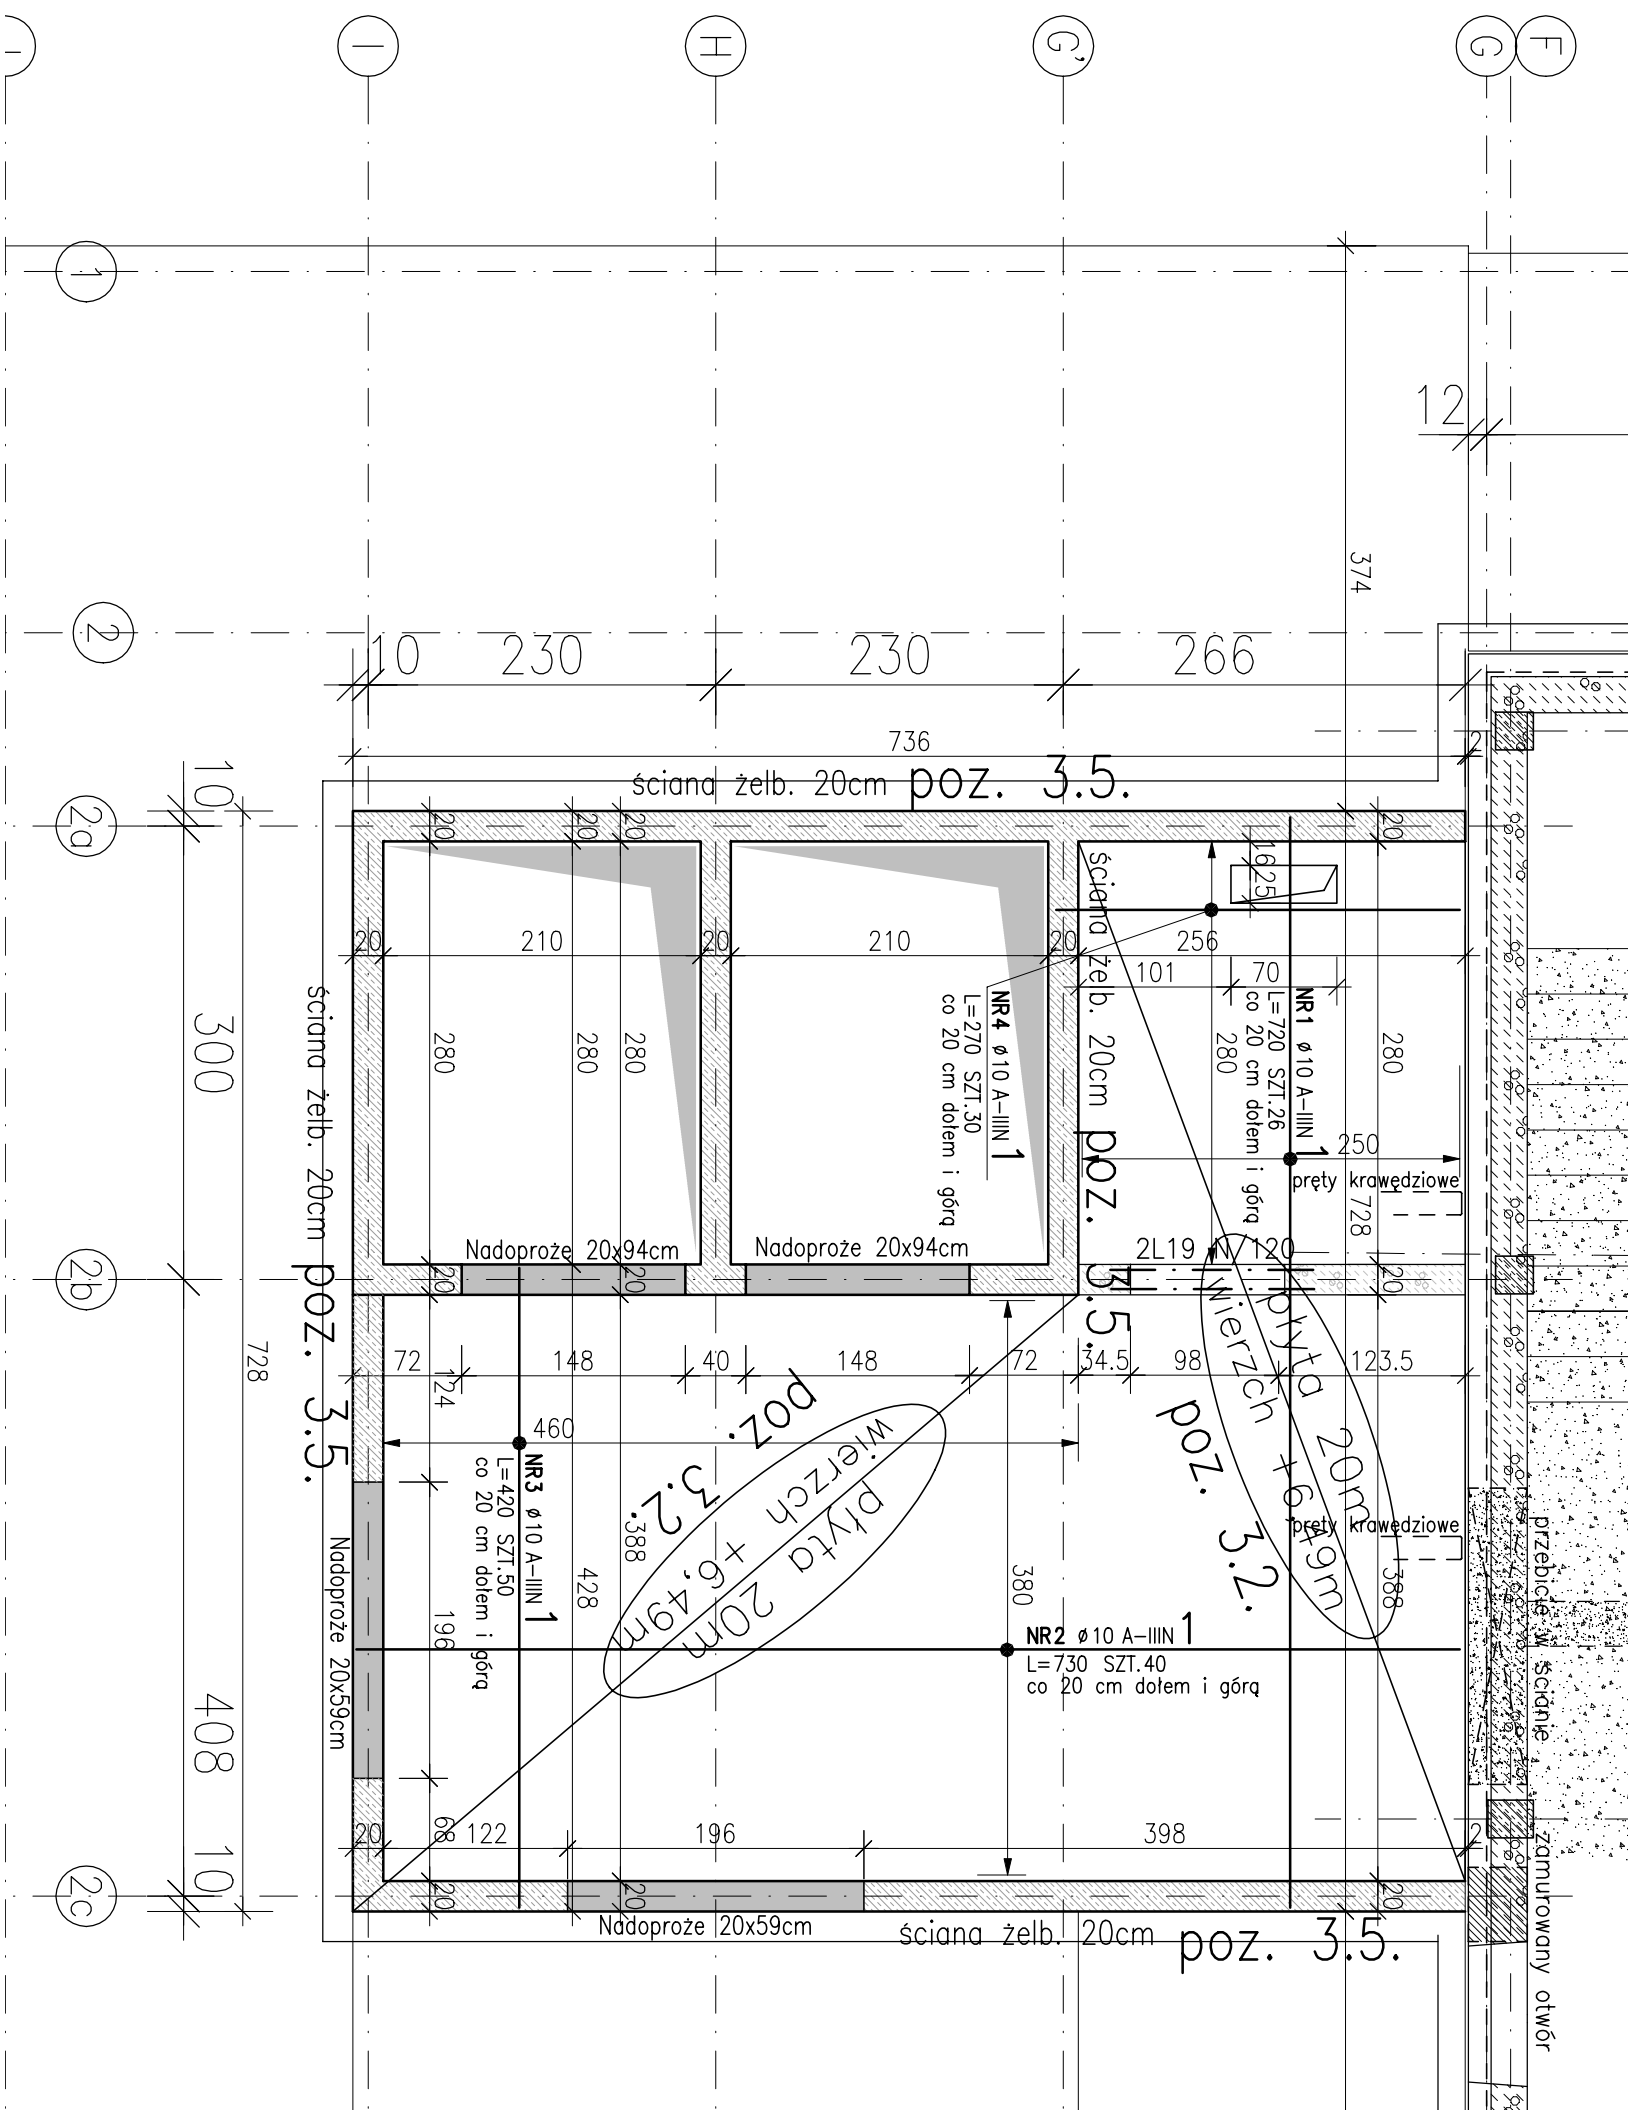 I
H
G'
G
F
1
12
374
2
10
230
230
266
736
2
ściana żelb. 20cm poz. 3.5.
10
2a
20
20
20
20
16
25
ściana żelb. 20cm poz. 3.5.
20
210
20
210
20
256
101
70
NR4 ø10 A-IIIN 1
L=270 SZT.30
co 20 cm dołem i górą
NR1 ø10 A-IIIN 1
L=720 SZT.26
co 20 cm dołem i górą
280
280
280
280
280
300
ściana żelb. 20cm poz. 3.5.
250
pręty krawędziowe
728
Nadoproże 20x94cm
Nadoproże 20x94cm
2L19 N/120
2b
20
20
20
płyta 20m
wierzch +6,49m
poz. 3.2.
728
72
148
40
148
72
34.5
98
123.5
124
460
NR3 ø10 A-IIIN 1
L=420 SZT.50
co 20 cm dołem i górą
poz. 3.2.
wierzch +6,49m
płyta 20m
388
428
380
388
pręty krawędziowe
przebicie w ścianie
196
NR2 ø10 A-IIIN 1
L=730 SZT.40
co 20 cm dołem i górą
Nadoproże 20x59cm
408
68
20
122
196
398
2
zamurowany otwór
10
2c
20
20
20
Nadoproże 20x59cm
ściana żelb. 20cm poz. 3.5.